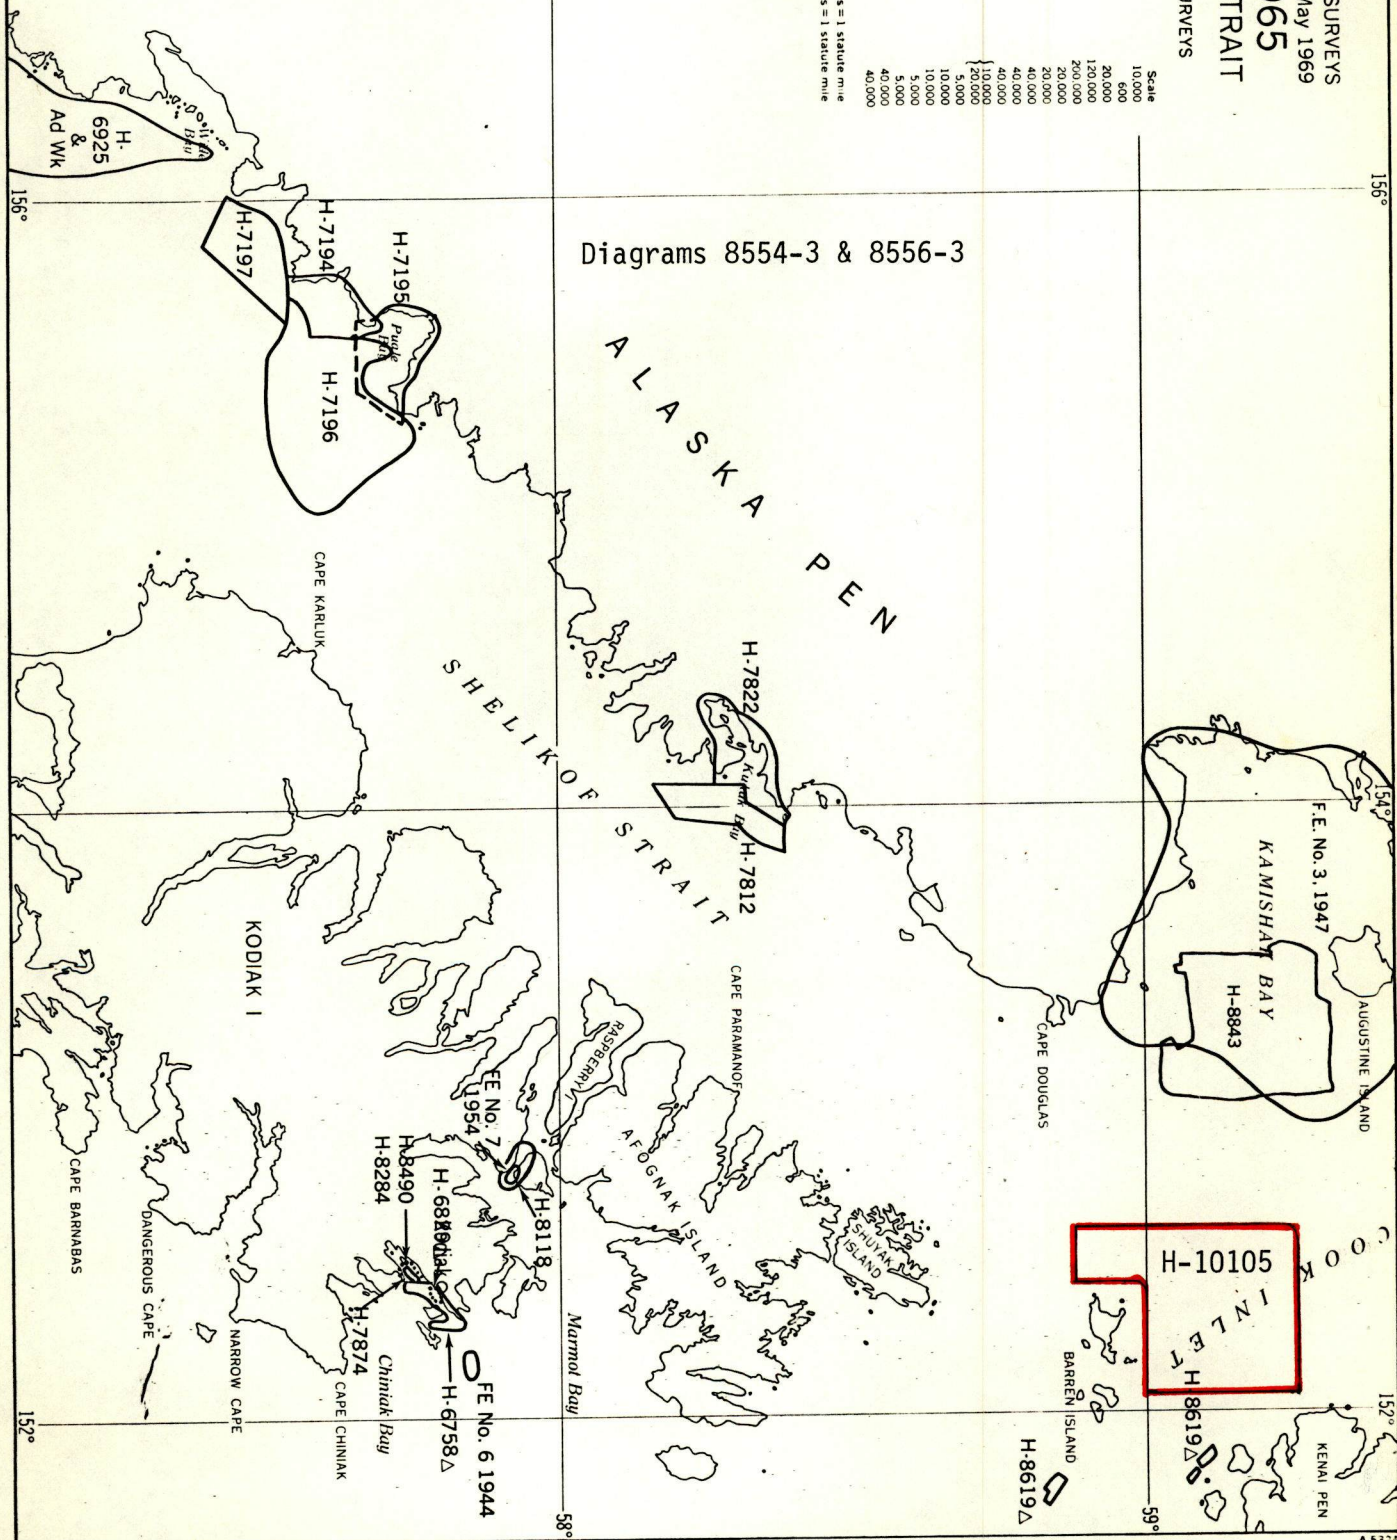 SURVEYS
May 1969
965
TRAIT
URVEYS
Scale
10,000
600
20,000
120,000
200,000
20,000
20,000
40,000
40,000
40,000
{10,000
{20,000
5,000
10,000
10,000
5,000
5,000
40,000
40,000
s = 1 statute mile
s = 1 statute mile
Diagrams 8554-3 & 8556-3
156°
156°
154°
152°
152°
59°
58°
ALASKA PEN
SHELIKOF STRAIT
H-
6925
&
Ad Wk
H-7197
H-7194
H-7195
Puale
Bay
H-7196
CAPE KARLUK
H-7822
Kukak Bay
H-7812
F.E. No. 3, 1947
KAMISHAK BAY
H-8843
AUGUSTINE ISLAND
CAPE DOUGLAS
COOK INLET
H-10105
BARREN ISLAND
H-8619△
H-8619△
KENAI PEN
CAPE PARAMANOF
SHUYAK
ISLAND
AFOGNAK ISLAND
RASPBERRY I
KODIAK I
FE No. 7
1954
H-8118
Marmot Bay
H-8490
H-8284
Kodiak
H-7874
H-6758△
FE No. 6 1944
Chiniak Bay
CAPE CHINIAK
NARROW CAPE
DANGEROUS CAPE
CAPE BARNABAS